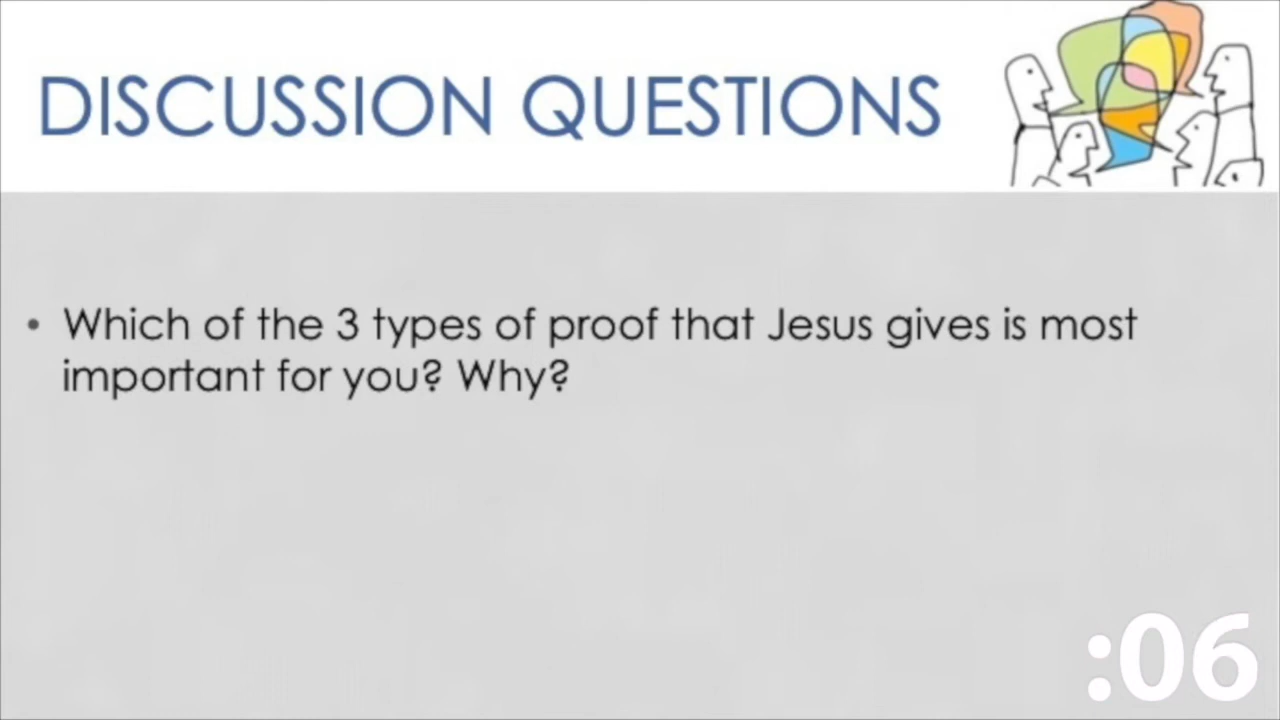 DISCUSSION QUESTIONS
• Which of the 3 types of proof that Jesus gives is most
important for you? Why?
:06